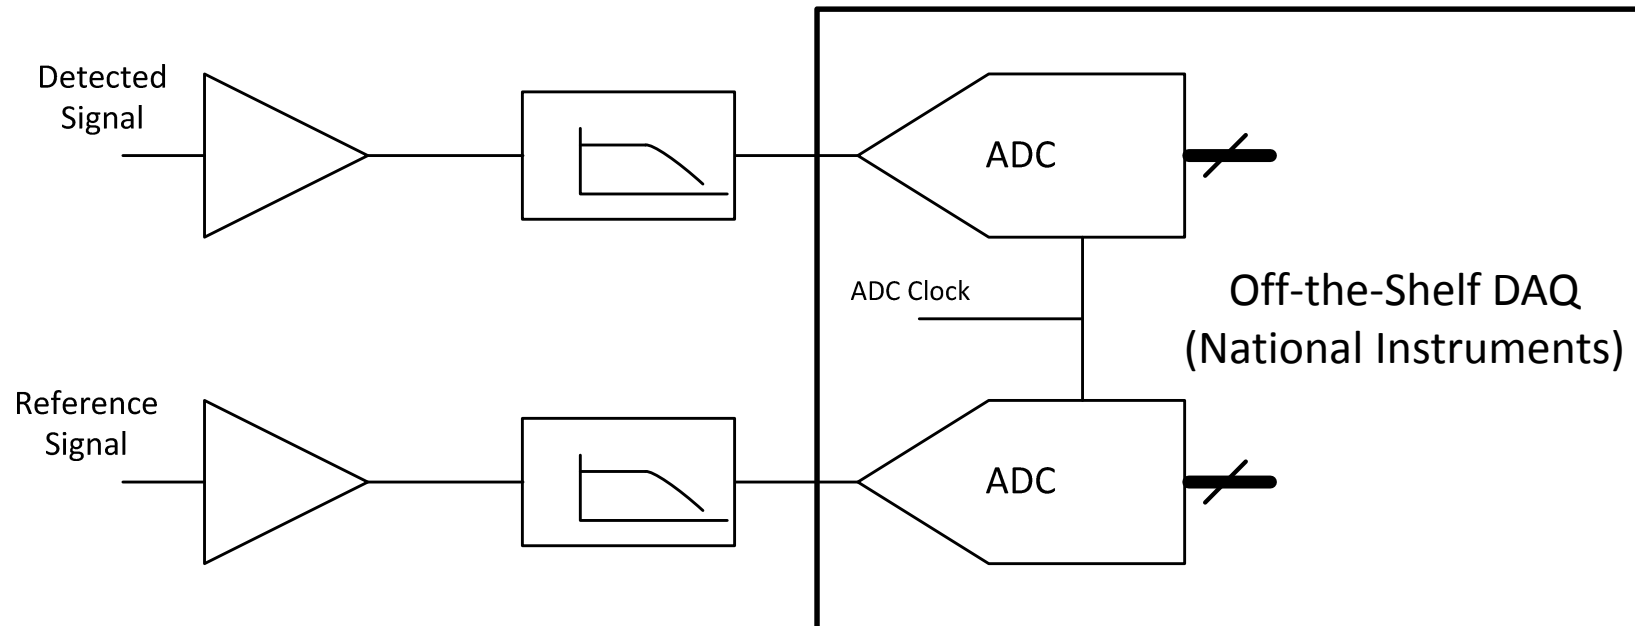 Detected
Signal
ADC
ADC Clock
Off-the-Shelf DAQ
(National Instruments)
Reference
Signal
ADC